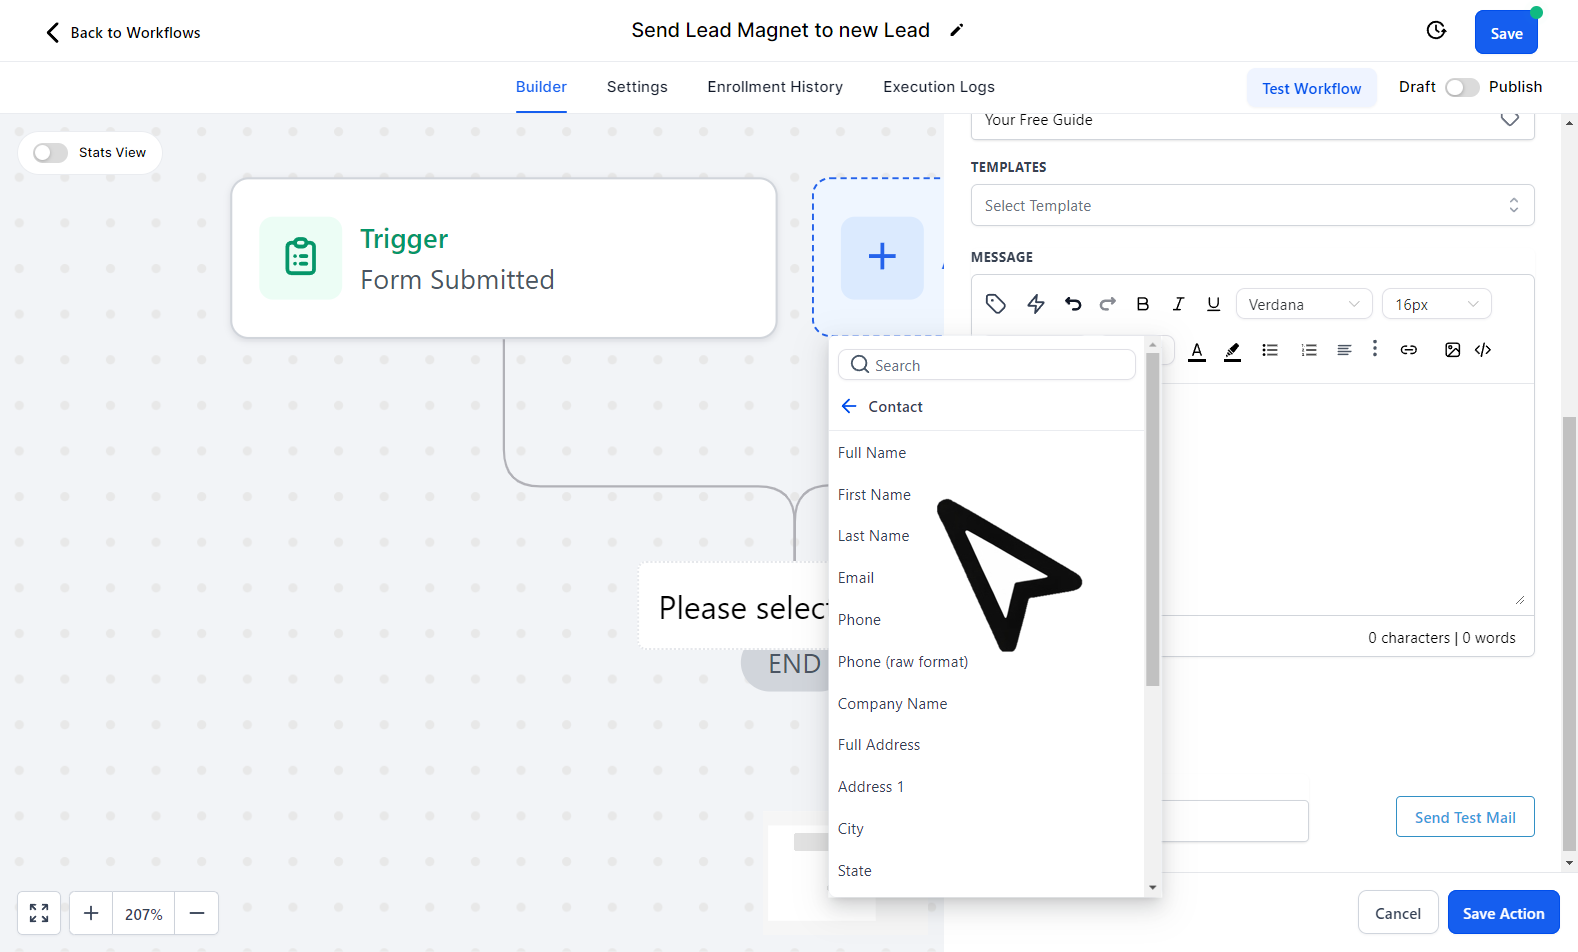 Back to Workflows
Send Lead Magnet to new Lead
Save
Builder
Settings
Enrollment History
Execution Logs
Test Workflow
Draft
Publish
Stats View
Trigger
Form Submitted
Your Free Guide
TEMPLATES
Select Template
MESSAGE
B
I
U
Verdana
16px
A
Search
Contact
Full Name
First Name
Last Name
Email
Phone
Phone (raw format)
Company Name
Full Address
Address 1
City
State
Please select
END
0 characters | 0 words
Send Test Mail
207%
Cancel
Save Action